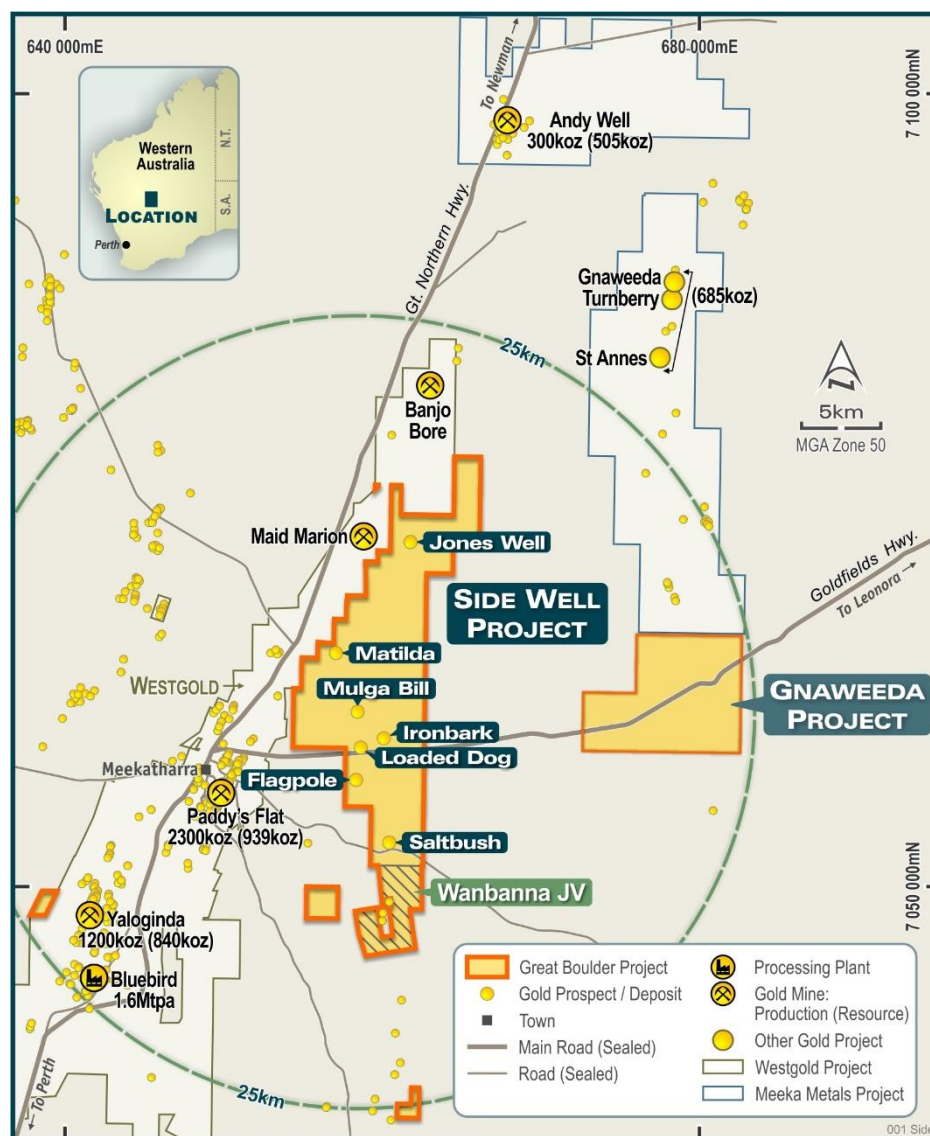 640 000mE
680 000mE
7 100 000mN
7 050 000mN
Western
Australia
N.T.
S.A.
LOCATION
Perth
To Newman
Andy Well
300koz (505koz)
Gt. Northern Hwy.
Gnaweeda
Turnberry
(685koz)
St Annes
25km
Banjo
Bore
N
5km
MGA Zone 50
Maid Marion
Jones Well
Goldfields Hwy.
To Leonora
SIDE WELL
PROJECT
Matilda
WESTGOLD
Mulga Bill
GNAWEEDA
PROJECT
Ironbark
Loaded Dog
Meekatharra
Flagpole
Paddy's Flat
2300koz (939koz)
Saltbush
Wanbanna JV
Yaloginda
1200koz (840koz)
Bluebird
1.6Mtpa
To Perth
25km
Great Boulder Project
Gold Prospect / Deposit
Town
Main Road (Sealed)
Road (Sealed)
Processing Plant
Gold Mine:
Production (Resource)
Other Gold Project
Westgold Project
Meeka Metals Project
001 Side